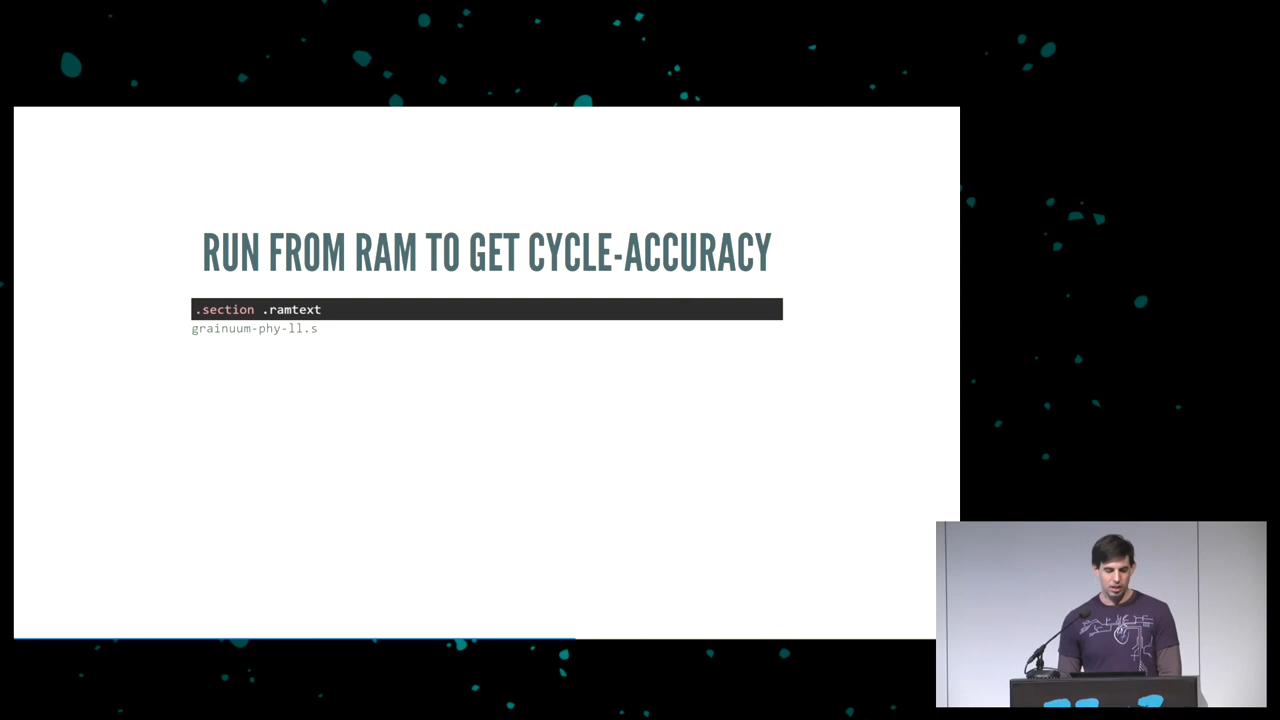 RUN FROM RAM TO GET CYCLE-ACCURACY
.section .ramtext
grainuum-phy-ll.s